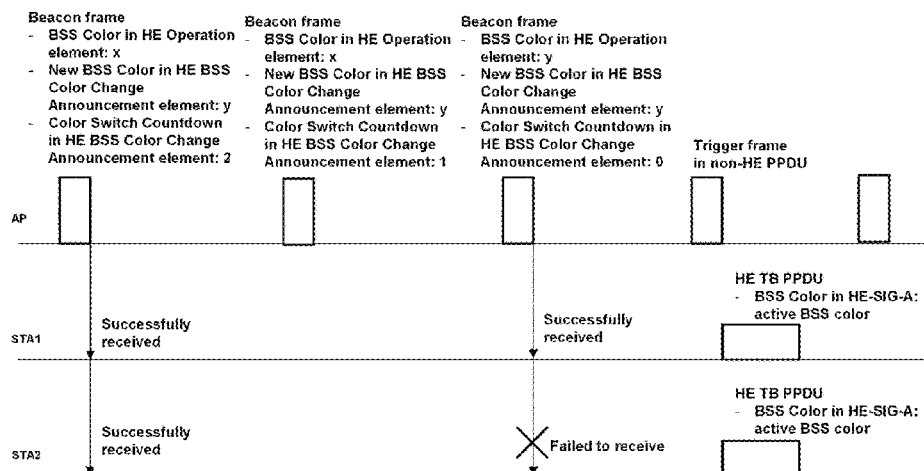 Beacon frame
- BSS Color in HE Operation
element: x
- New BSS Color in HE BSS
Color Change
Announcement element: y
- Color Switch Countdown
in HE BSS Color Change
Announcement element: 2
Beacon frame
- BSS Color in HE Operation
element: x
- New BSS Color in HE BSS
Color Change
Announcement element: y
- Color Switch Countdown
in HE BSS Color Change
Announcement element: 1
Beacon frame
- BSS Color in HE Operation
element: y
- New BSS Color in HE BSS
Color Change
Announcement element: y
- Color Switch Countdown in
HE BSS Color Change
Announcement element: 0
Trigger frame
in non-HE PPDU
AP
HE TB PPDU
- BSS Color in HE-SIG-A:
active BSS color
Successfully
received
Successfully
received
STA1
HE TB PPDU
- BSS Color in HE-SIG-A:
active BSS color
Successfully
received
Failed to receive
STA2